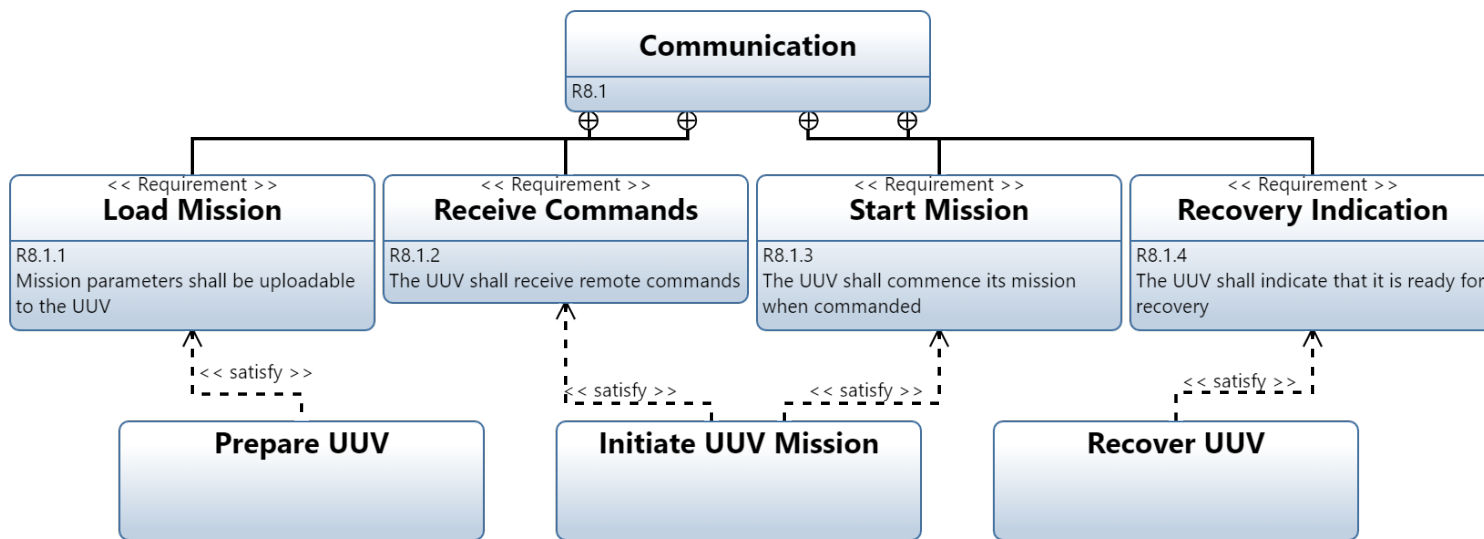 Communication
R8.1
<< Requirement >>
Load Mission
R8.1.1
Mission parameters shall be uploadable
to the UUV
<< Requirement >>
Receive Commands
R8.1.2
The UUV shall receive remote commands
<< Requirement >>
Start Mission
R8.1.3
The UUV shall commence its mission
when commanded
<< Requirement >>
Recovery Indication
R8.1.4
The UUV shall indicate that it is ready for
recovery
<< satisfy >>
<< satisfy >>
<< satisfy >>
<< satisfy >>
Prepare UUV
Initiate UUV Mission
Recover UUV